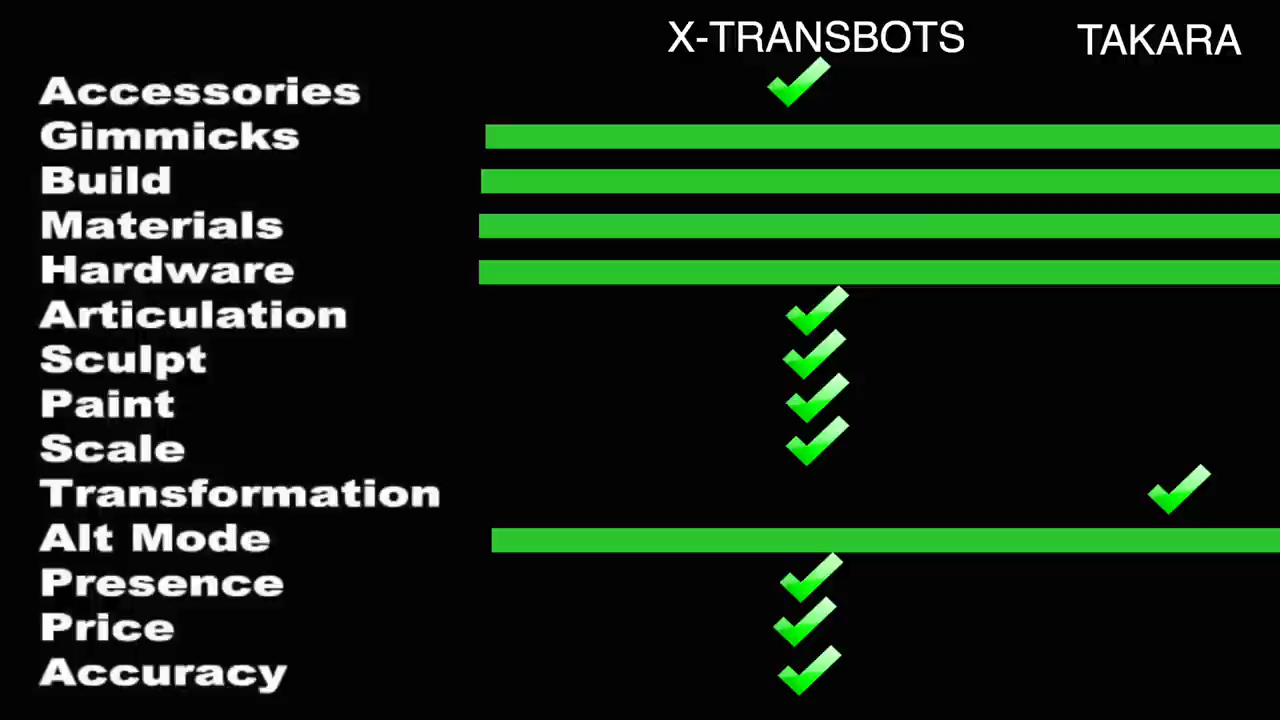 X-TRANSBOTS TAKARA
Accessories
Gimmicks
Build
Materials
Hardware
Articulation
Sculpt
Paint
Scale
Transformation
Alt Mode
Presence
Price
Accuracy